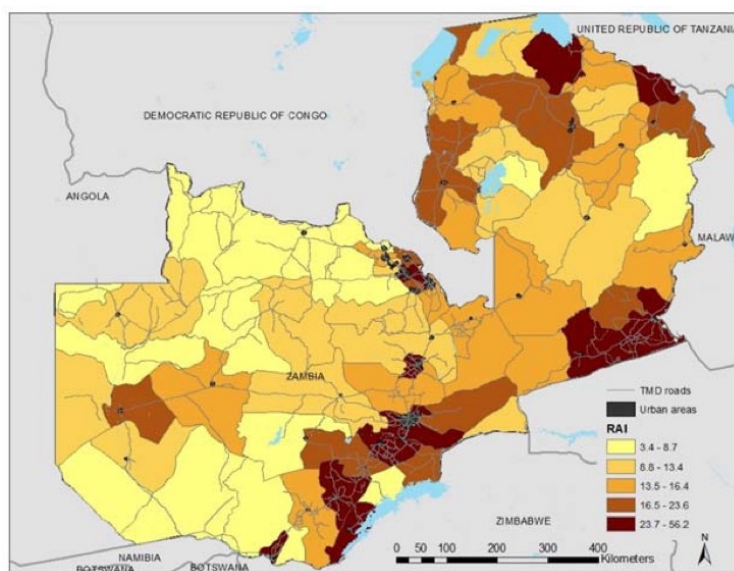 UNITED REPUBLIC OF TANZANIA
DEMOCRATIC REPUBLIC OF CONGO
ANGOLA
MALAW
ZAMBIA
TMD roads
Urban areas
RAI
3.4 - 8.7
8.8 - 13.4
13.5 - 16.4
16.5 - 23.6
23.7 - 56.2
ZIMBABWE
NAMIBIA
BOTSWANA
BOTSWANA
N
0 50 100 200 300 400
Kilometers